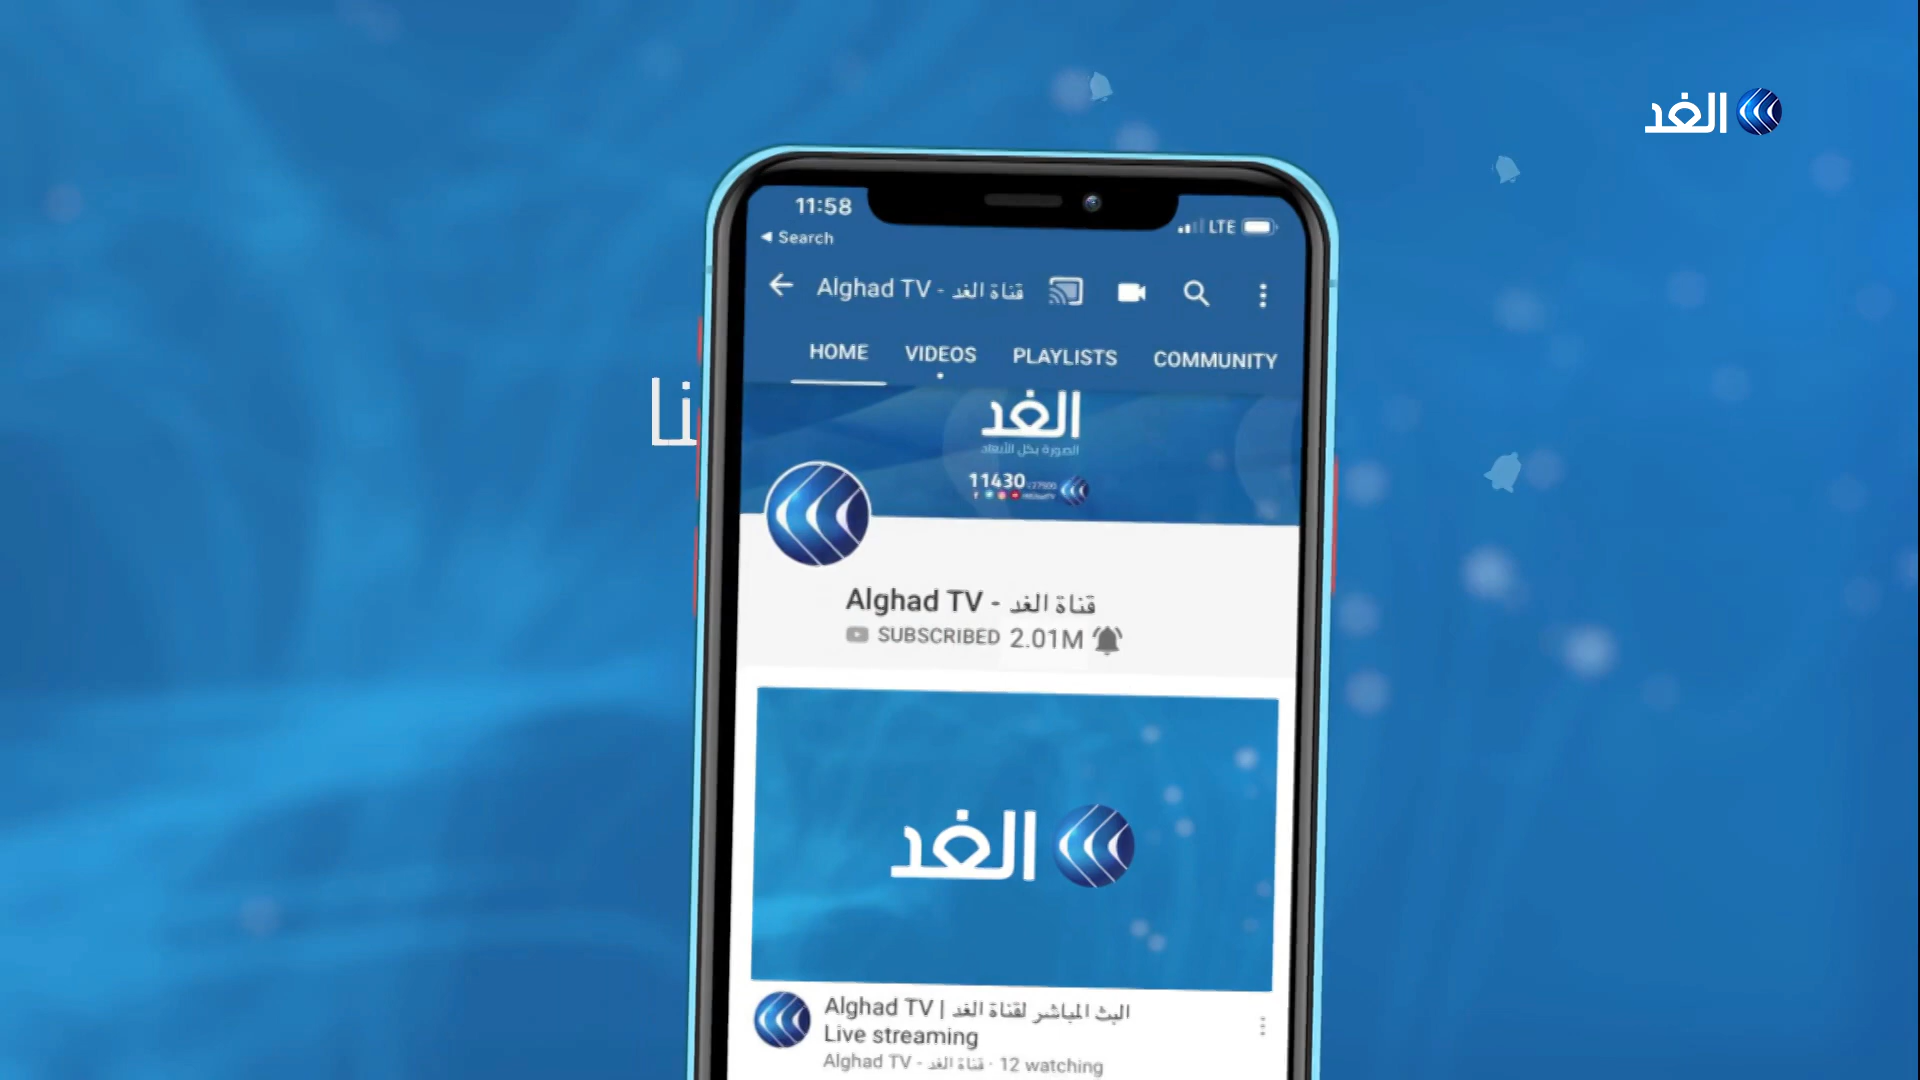 الغد
11:58
LTE
◀ Search
Alghad TV - قناة الغد
HOME VIDEOS PLAYLISTS COMMUNITY
نا
الغد
الصورة بكل الأبعاد
11430
V27500
Alghad TV - قناة الغد
SUBSCRIBED 2.01M
الغد
Alghad TV | البث المباشر لقناة الغد
Live streaming
Alghad TV - قناة الغد · 12 watching